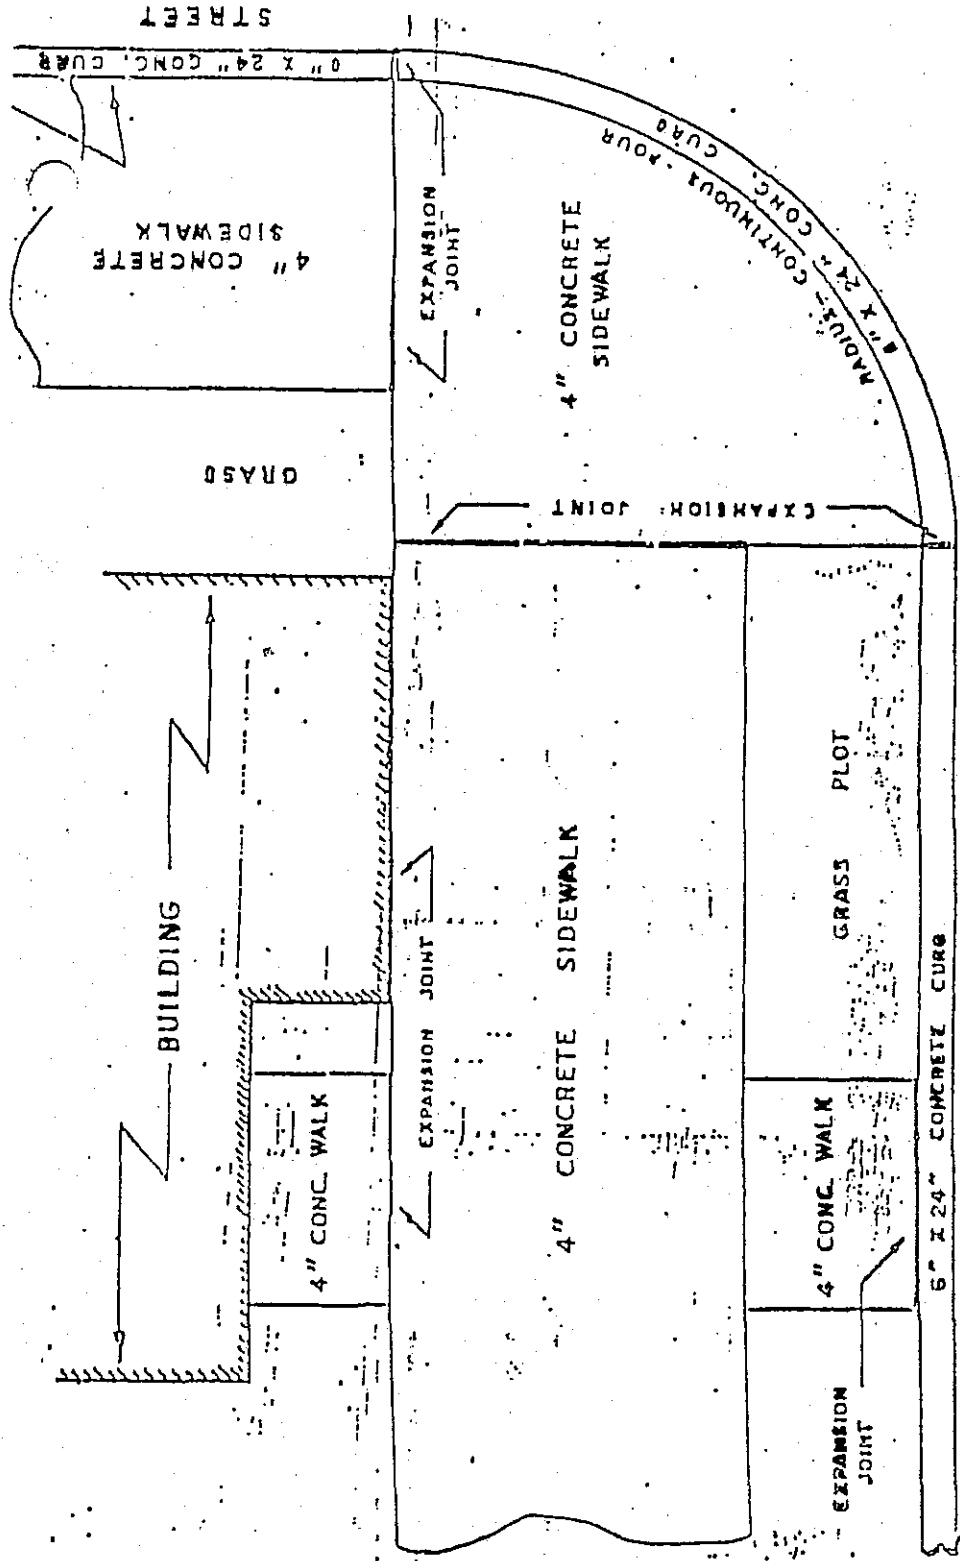 STREET
8" X 24" CONC. CURB
4" CONCRETE
SIDEWALK
EXPANSION
JOINT
4" CONCRETE
SIDEWALK
RADIUS - CONTINUOUS - POUR
X 24" CONC. CURB
GRASS
EXPANSION JOINT
BUILDING
EXPANSION JOINT
4" CONCRETE SIDEWALK
GRASS PLOT
4" CONC. WALK
4" CONC. WALK
6" X 24" CONCRETE CURB
EXPANSION
JOINT